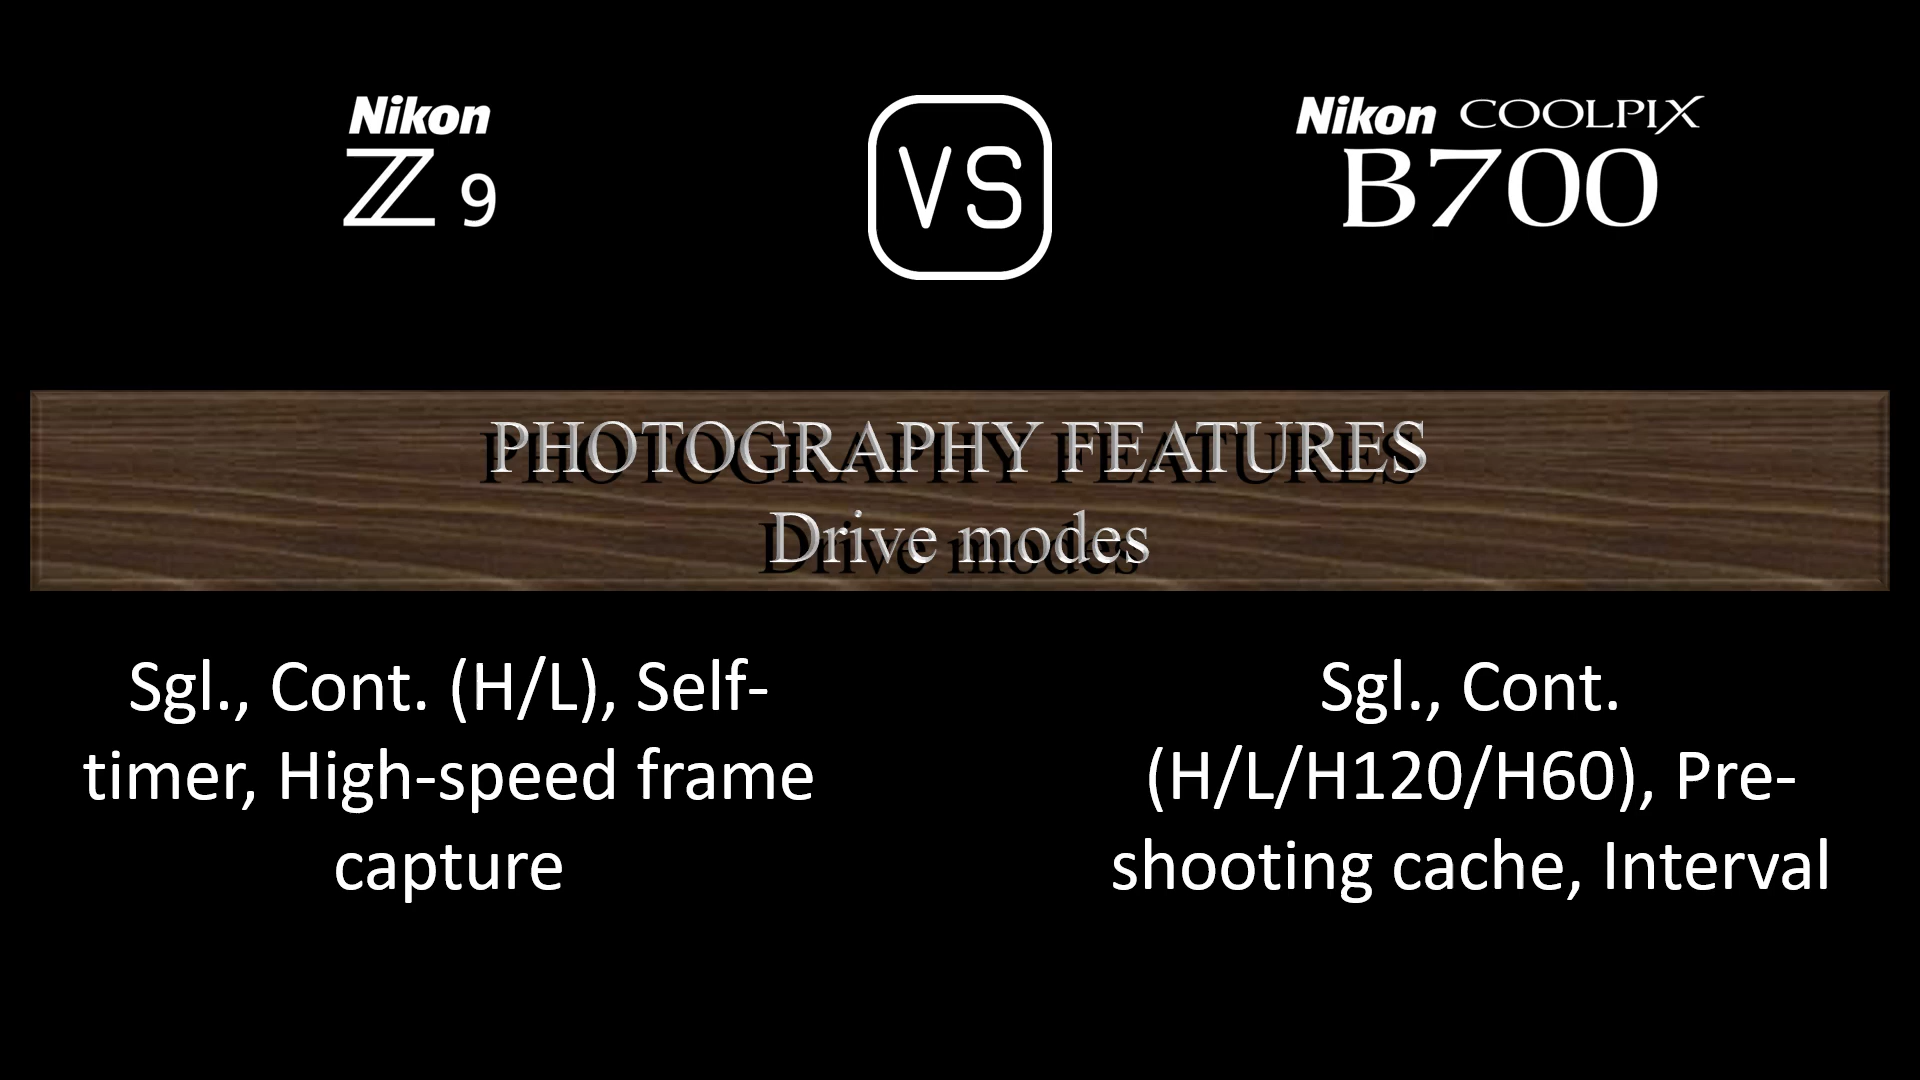 Nikon
Z 9
VS
Nikon COOLPIX
B700
PHOTOGRAPHY FEATURES
Drive modes
Sgl., Cont. (H/L), Self-
timer, High-speed frame
capture
Sgl., Cont.
(H/L/H120/H60), Pre-
shooting cache, Interval